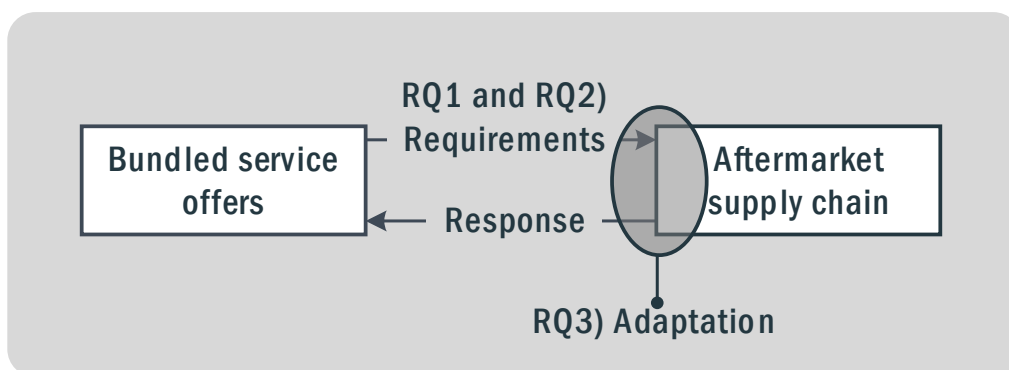 RQ1 and RQ2)
Requirements
Bundled service
offers
Aftermarket
supply chain
Response
RQ3) Adaptation